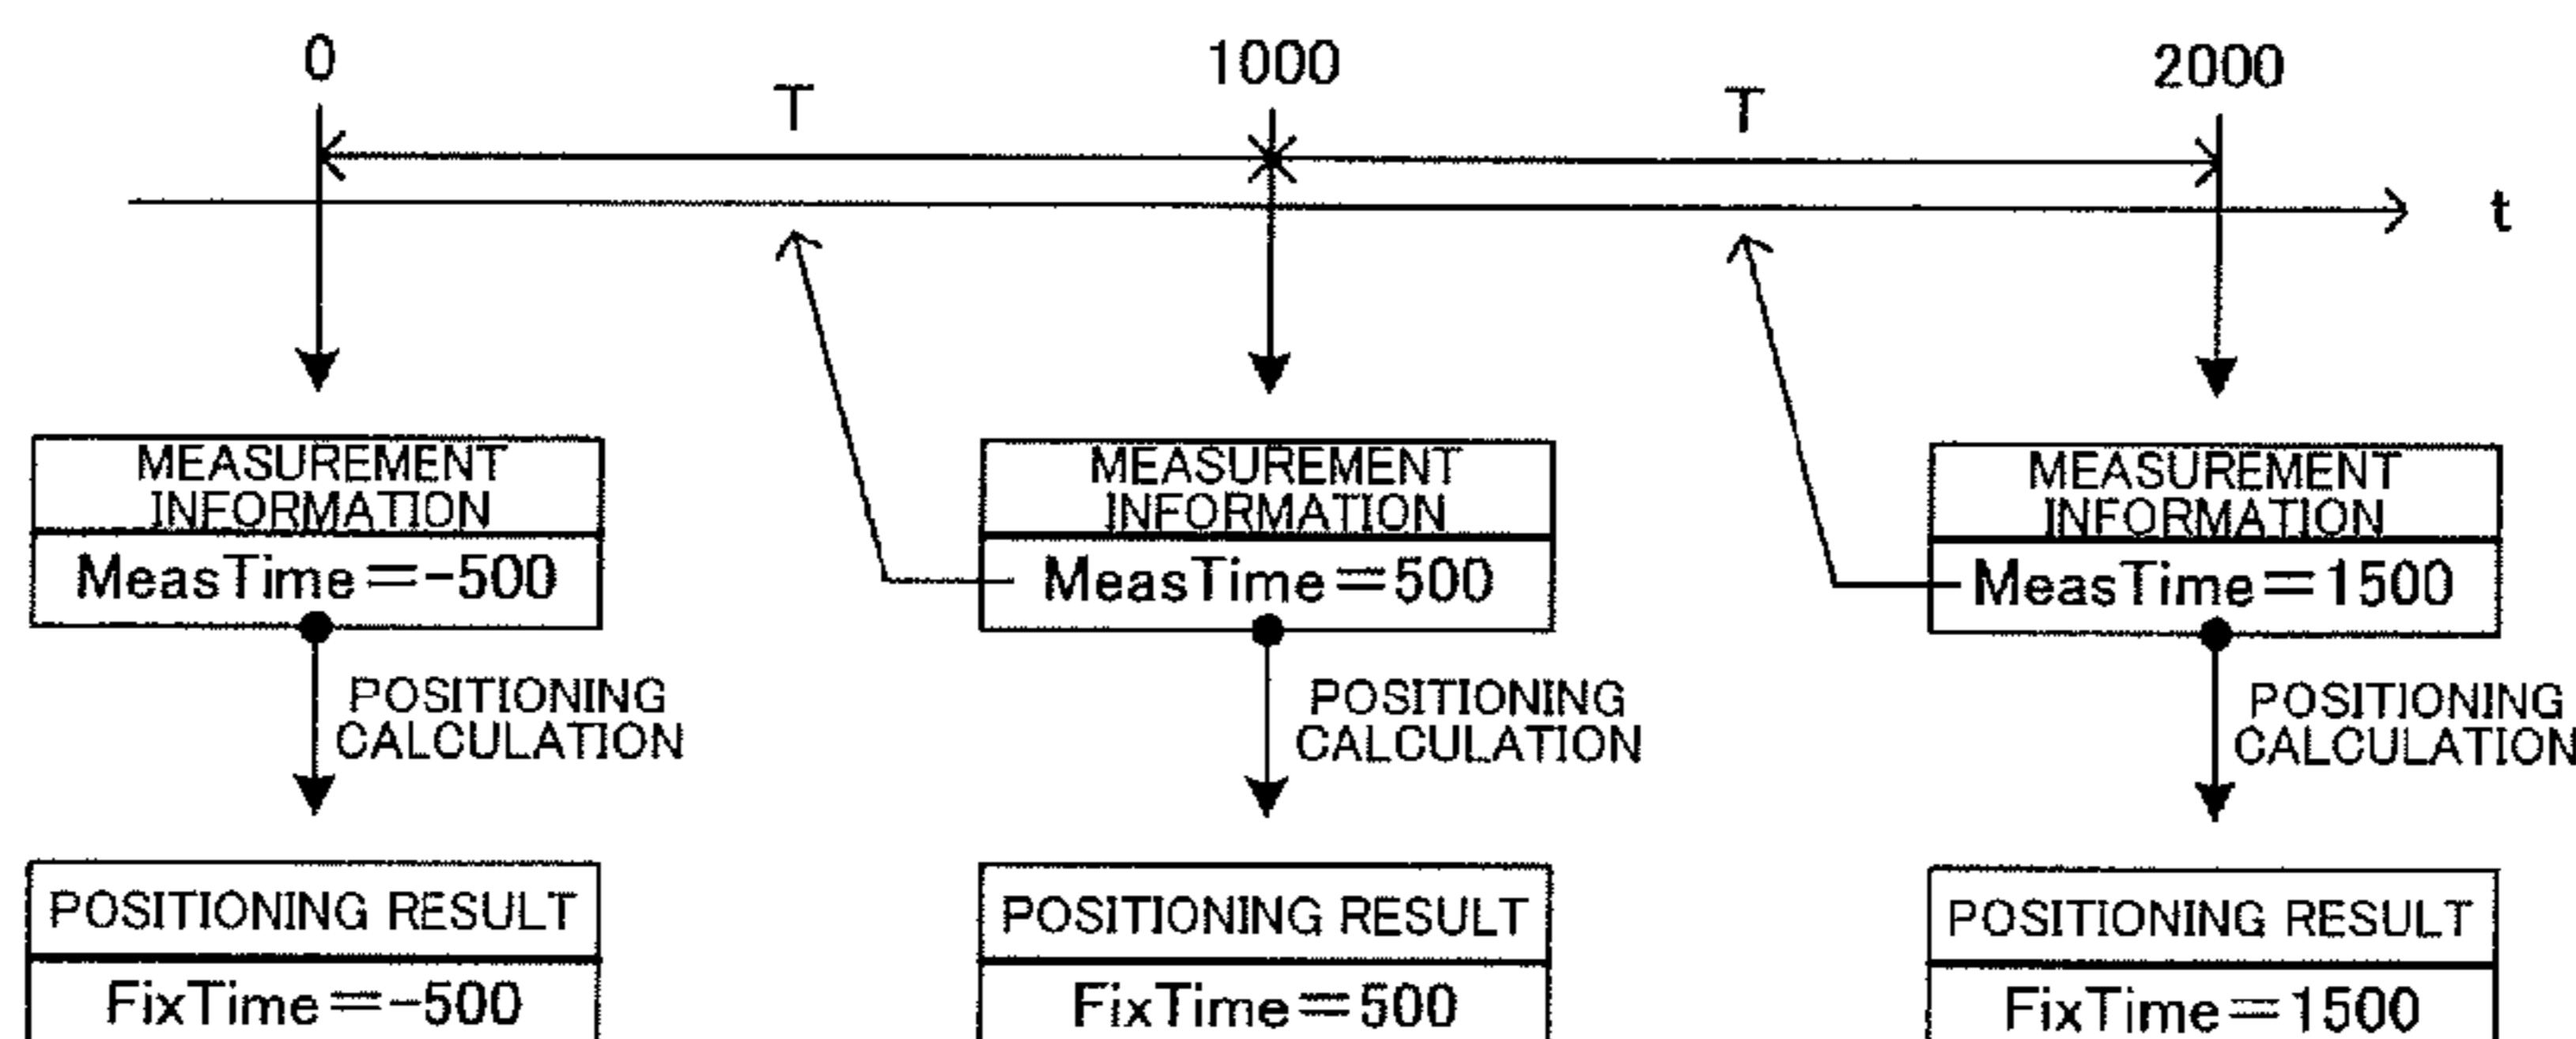 0
1000
2000
T
T
t
MEASUREMENT
INFORMATION
MeasTime=-500
MEASUREMENT
INFORMATION
MeasTime=500
MEASUREMENT
INFORMATION
MeasTime=1500
POSITIONING
CALCULATION
POSITIONING
CALCULATION
POSITIONING
CALCULATION
POSITIONING RESULT
FixTime=-500
POSITIONING RESULT
FixTime=500
POSITIONING RESULT
FixTime=1500